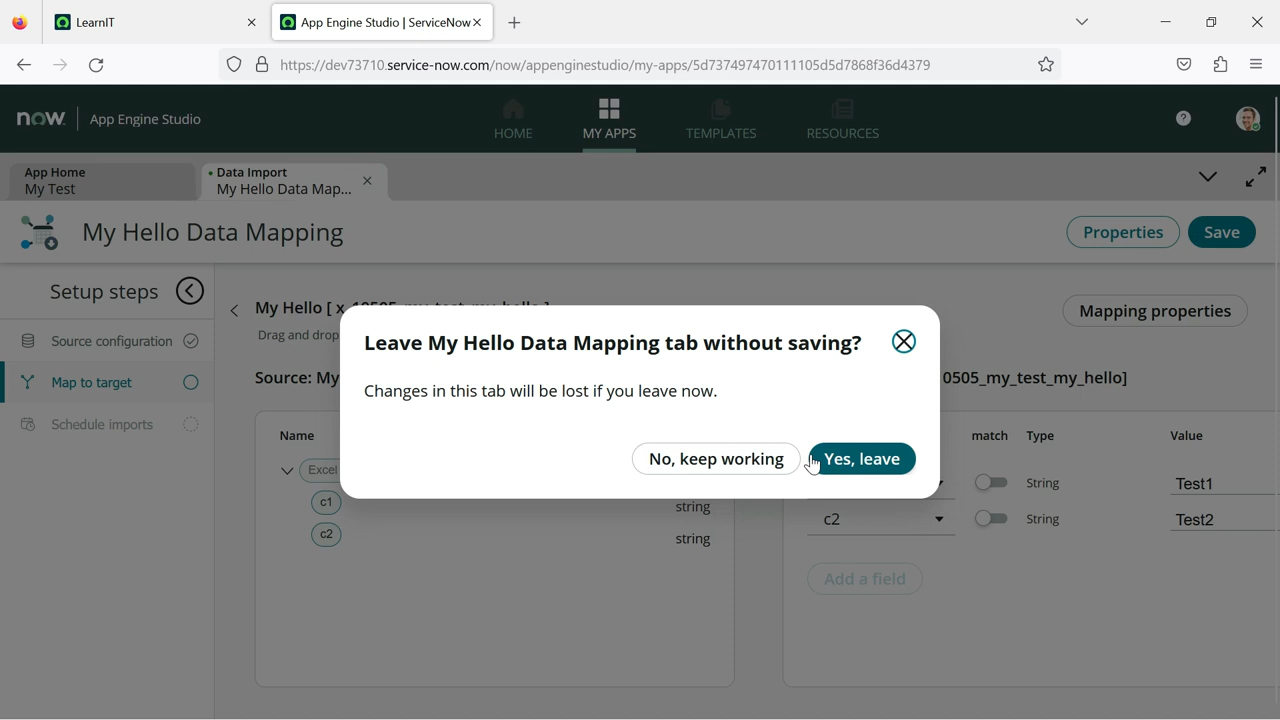 LearnIT
App Engine Studio | ServiceNow
https://dev73710.service-now.com/now/appenginestudio/my-apps/5d737497470111105d5d7868f36d4379
now.
App Engine Studio
HOME
MY APPS
TEMPLATES
RESOURCES
App Home
My Test
Data Import
My Hello Data Map...
My Hello Data Mapping
Properties
Save
Setup steps
Source configuration
Map to target
Schedule imports
My Hello [ x
Mapping properties
Drag and drop
Source: My
0505_my_test_my_hello]
Leave My Hello Data Mapping tab without saving?
Changes in this tab will be lost if you leave now.
No, keep working
Yes, leave
Name
match
Type
Value
Excel
String
Test1
c1
string
c2
String
Test2
c2
string
Add a field